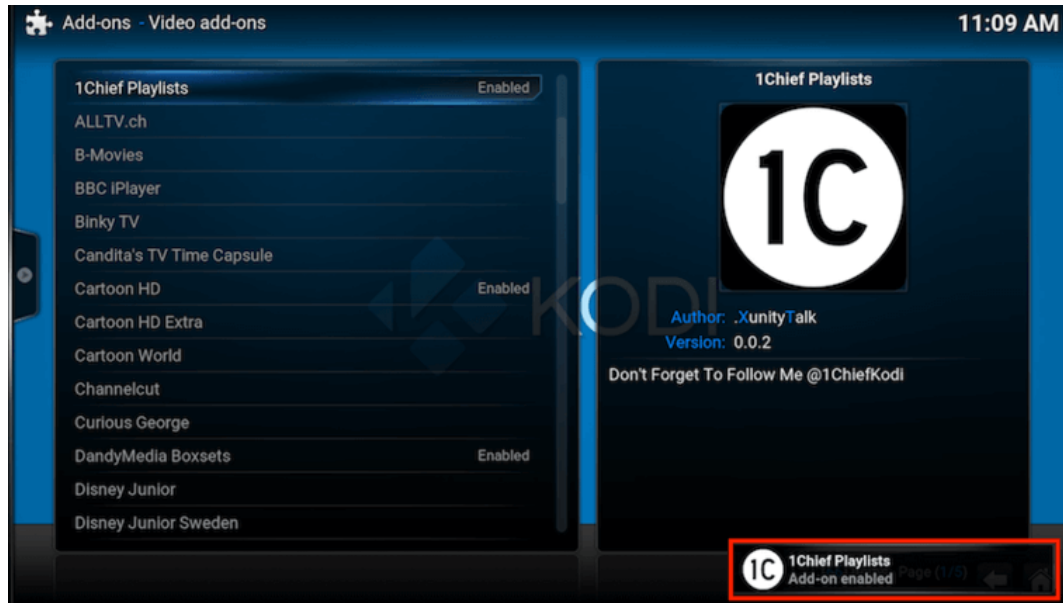 Add-ons - Video add-ons
11:09 AM
1Chief Playlists Enabled
ALLTV.ch
B-Movies
BBC iPlayer
Binky TV
Candita's TV Time Capsule
Cartoon HD Enabled
Cartoon HD Extra
Cartoon World
Channelcut
Curious George
DandyMedia Boxsets Enabled
Disney Junior
Disney Junior Sweden
KODI
1Chief Playlists
1C
Author: .XunityTalk
Version: 0.0.2
Don't Forget To Follow Me @1ChiefKodi
1C
1Chief Playlists
Add-on enabled
Page (1/5)